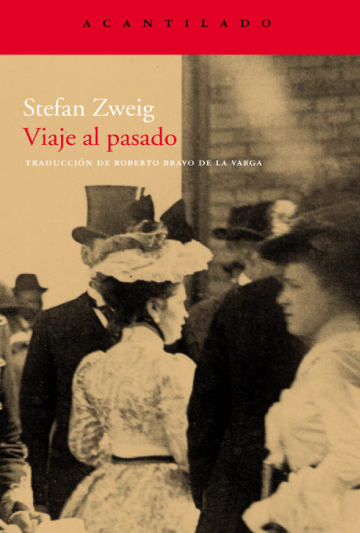 ACANTILADO
Stefan Zweig
Viaje al pasado
TRADUCCIÓN DE ROBERTO BRAVO DE LA VARGA